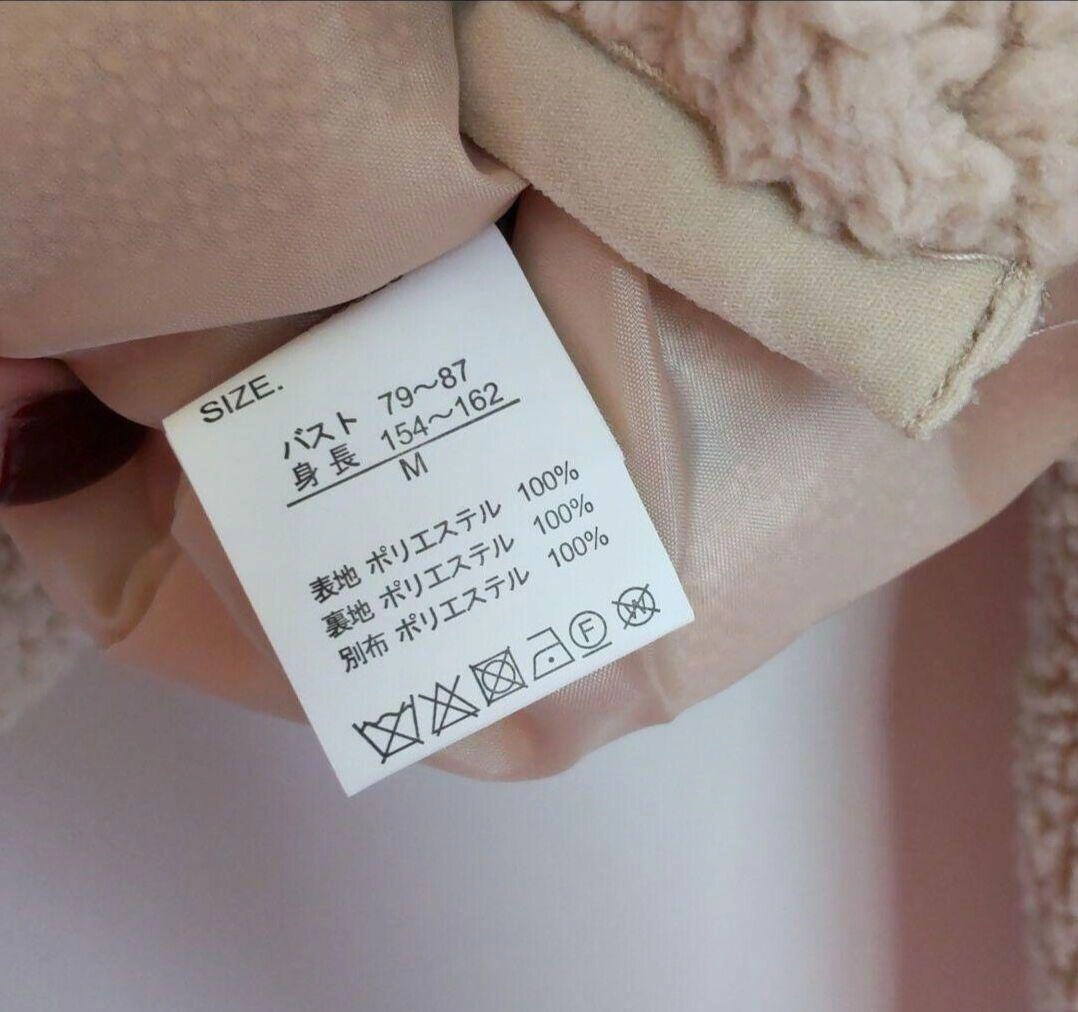 SIZE.
バスト 79～87
身長 154～162
M
表地 ポリエステル 100%
裏地 ポリエステル 100%
別布 ポリエステル 100%
F W